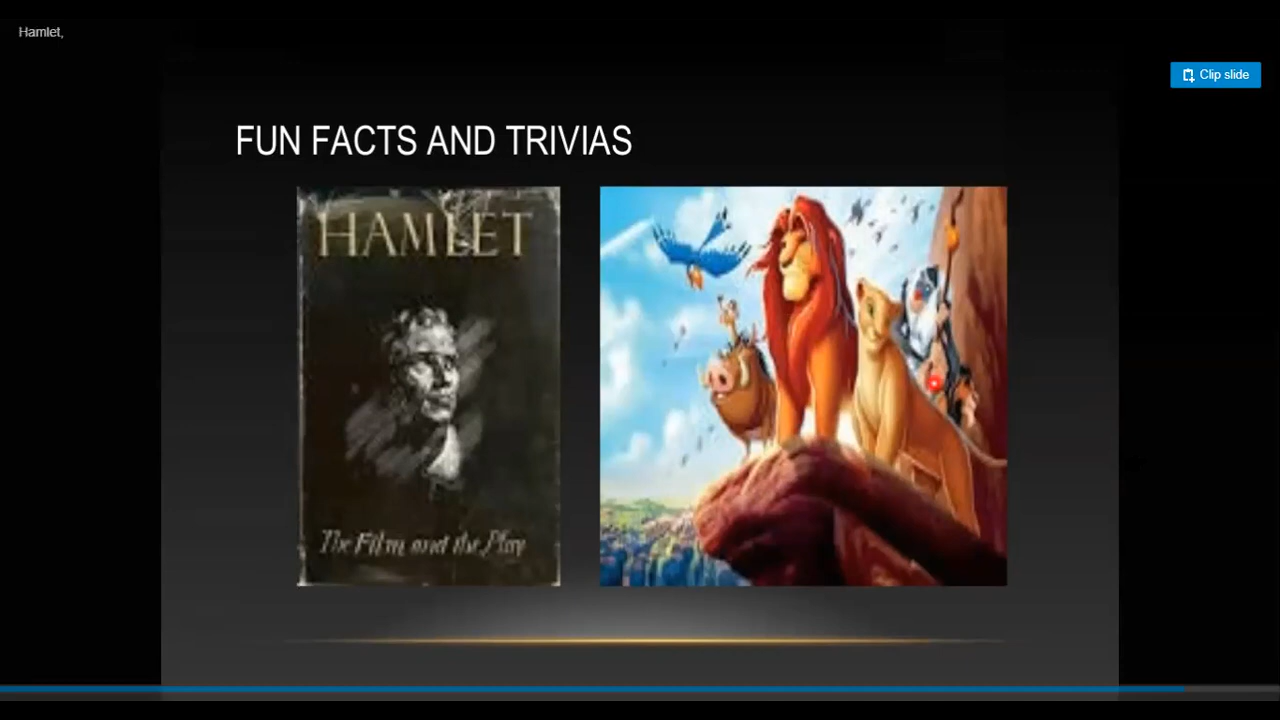 Hamlet,
Clip slide
FUN FACTS AND TRIVIAS
HAMLET
The Film and the Play